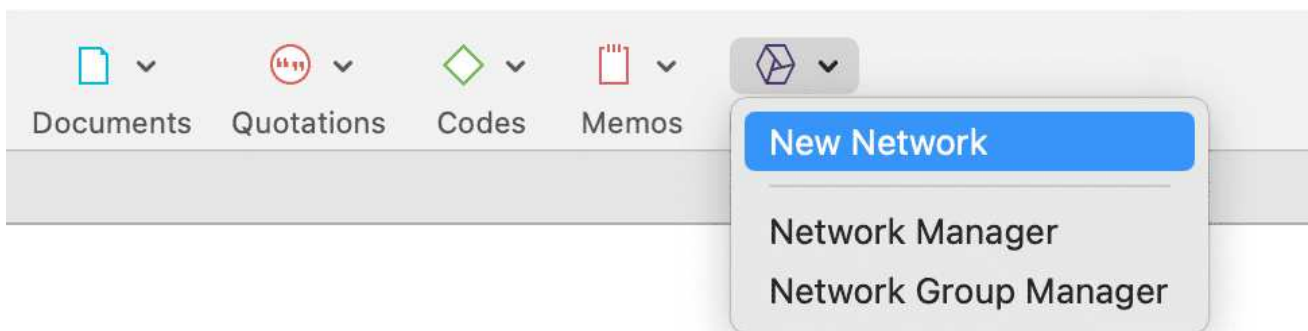 Documents Quotations Codes Memos
New Network
Network Manager
Network Group Manager